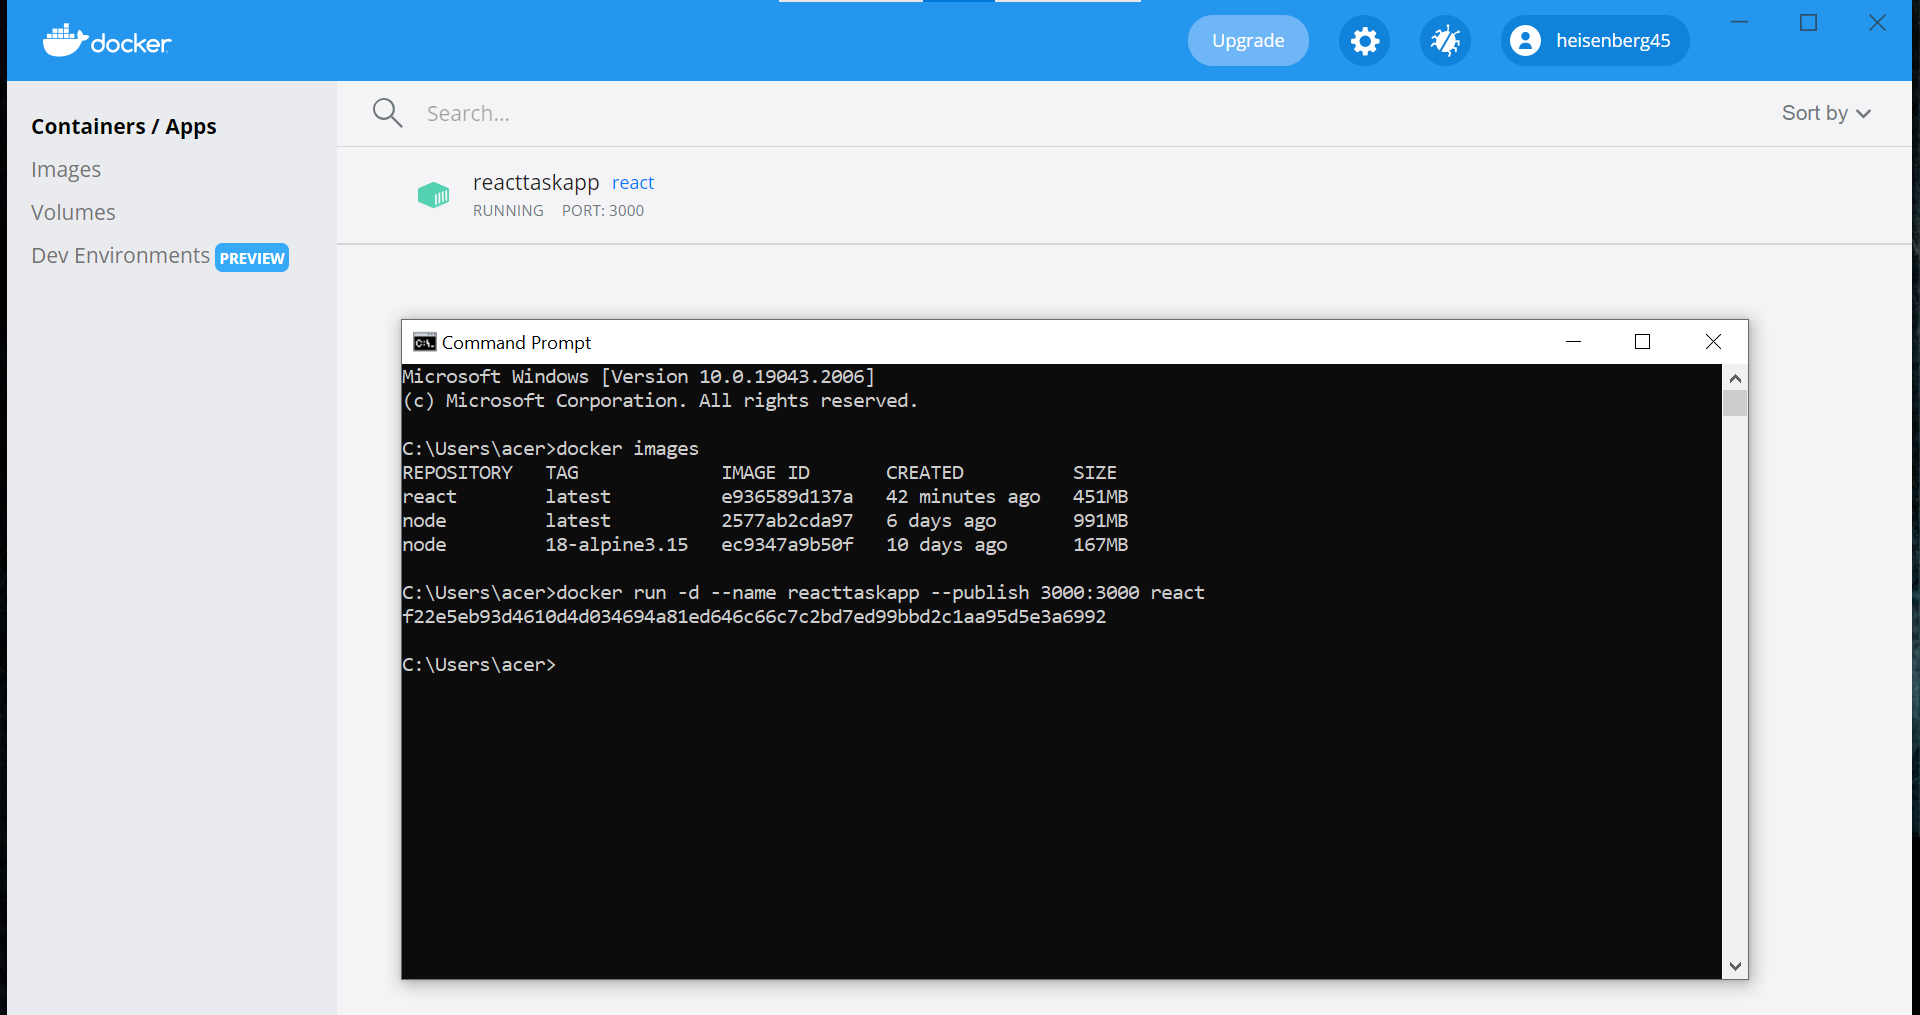 docker
Upgrade
heisenberg45
Containers / Apps
Images
Volumes
Dev Environments PREVIEW
Search...
Sort by
reacttaskapp react
RUNNING PORT: 3000
Command Prompt
Microsoft Windows [Version 10.0.19043.2006]
(c) Microsoft Corporation. All rights reserved.
C:\Users\acer>docker images
REPOSITORY TAG IMAGE ID CREATED SIZE
react latest e936589d137a 42 minutes ago 451MB
node latest 2577ab2cda97 6 days ago 991MB
node 18-alpine3.15 ec9347a9b50f 10 days ago 167MB
C:\Users\acer>docker run -d --name reacttaskapp --publish 3000:3000 react
f22e5eb93d4610d4d034694a81ed646c66c7c2bd7ed99bbd2c1aa95d5e3a6992
C:\Users\acer>